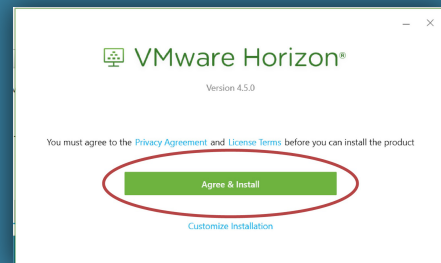 VMware Horizon®
Version 4.5.0
You must agree to the Privacy Agreement and License Terms before you can install the product
Agree & Install
Customize Installation